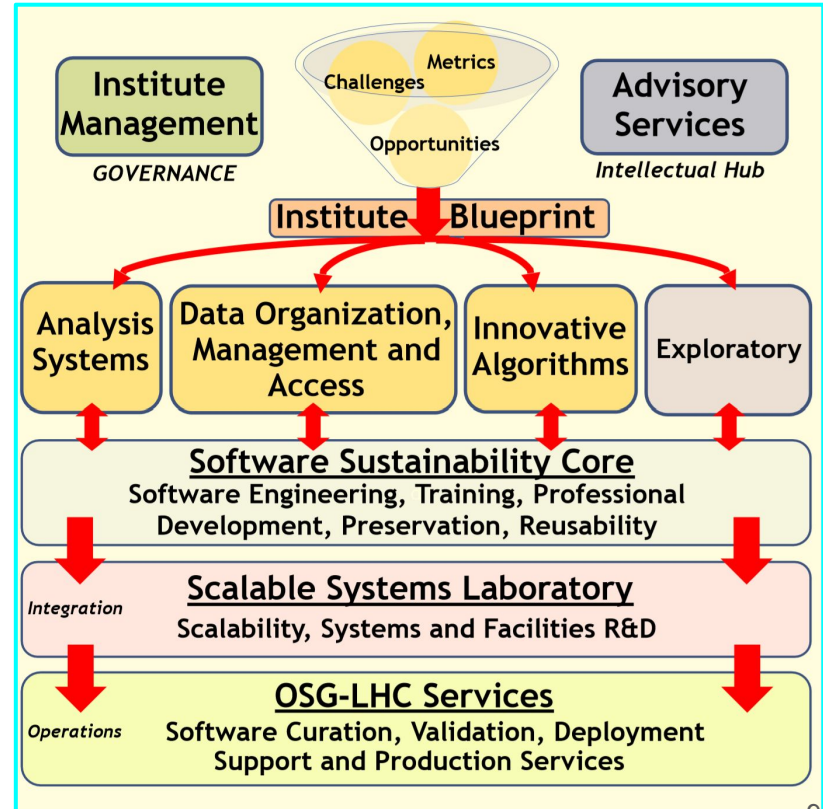 Institute
Management
GOVERNANCE
Metrics
Challenges
Opportunities
Advisory
Services
Intellectual Hub
Institute Blueprint
Analysis
Systems
Data Organization,
Management and
Access
Innovative
Algorithms
Exploratory
Software Sustainability Core
Software Engineering, Training, Professional
Development, Preservation, Reusability
Integration
Scalable Systems Laboratory
Scalability, Systems and Facilities R&D
OSG-LHC Services
Operations
Software Curation, Validation, Deployment
Support and Production Services